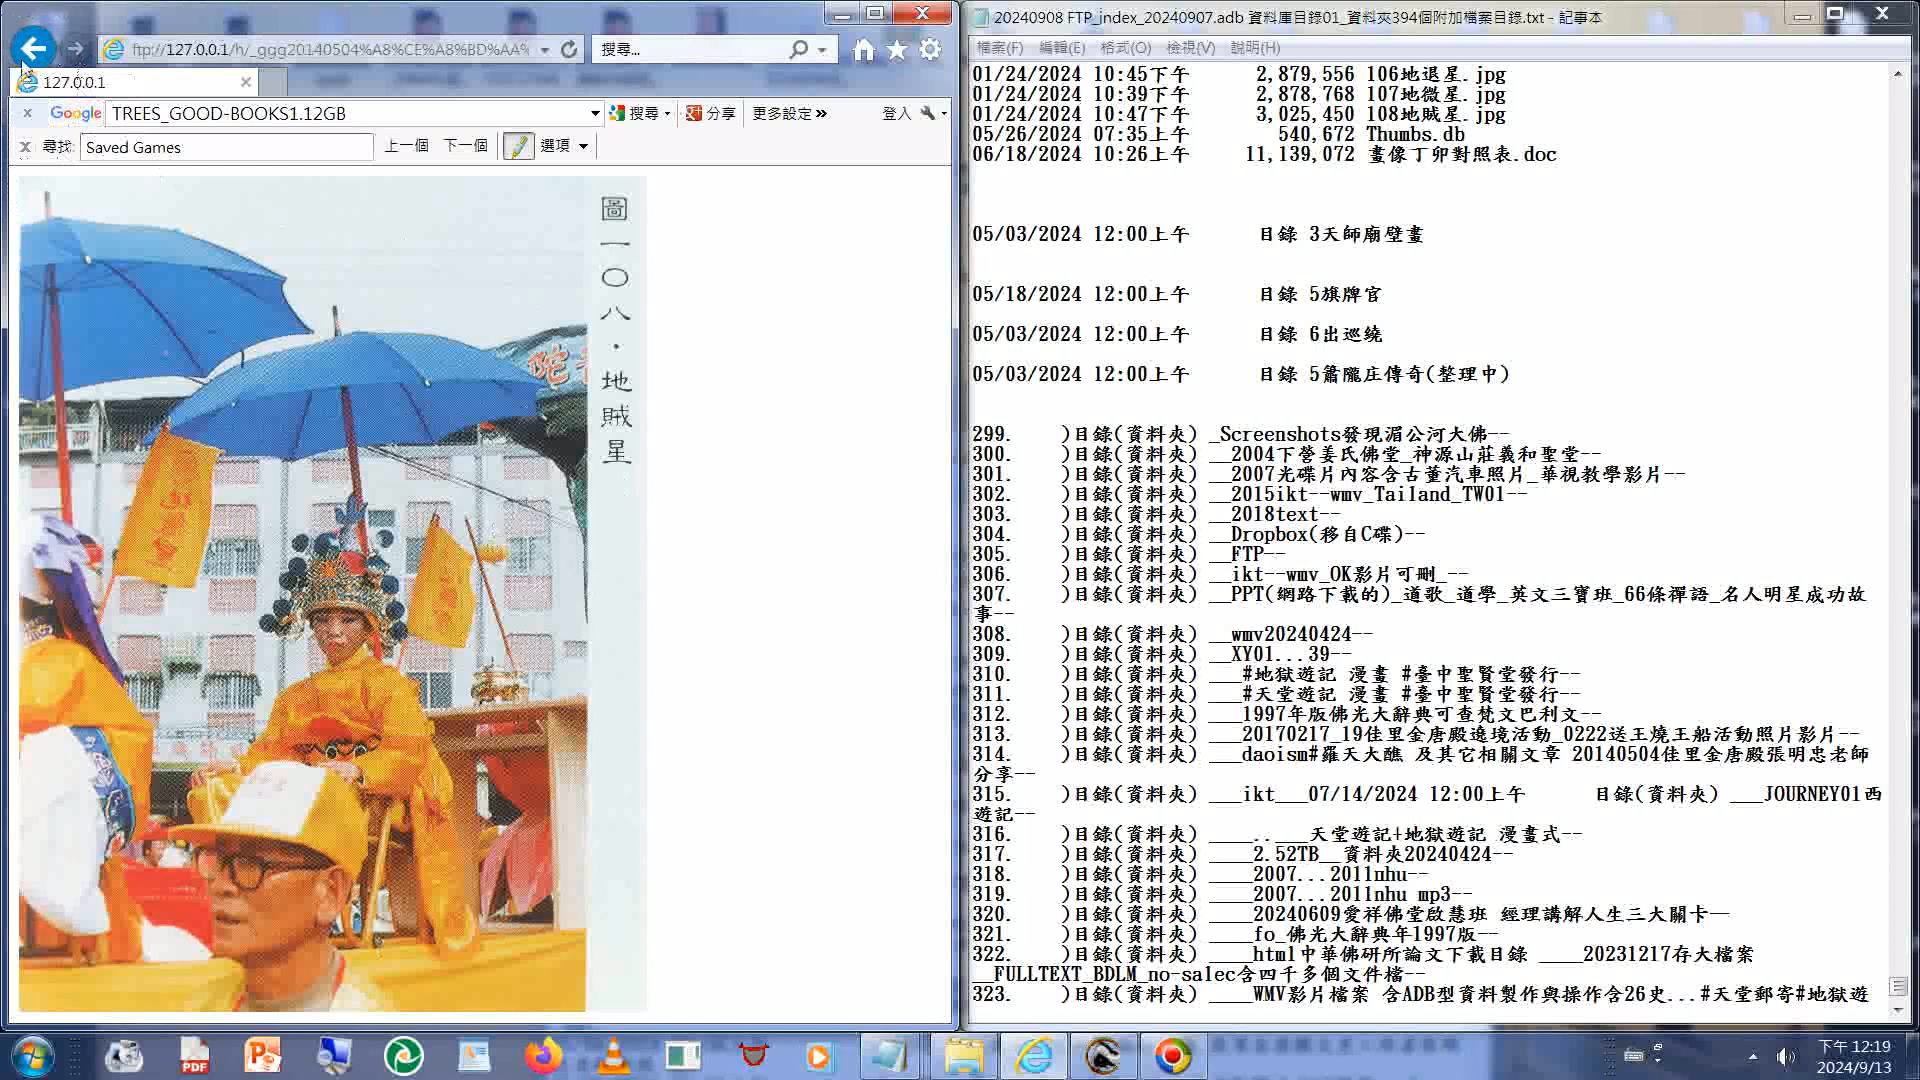 20240908 FTP_index_20240907.adb 資料庫目錄01_資料夾394個附加檔案目錄.txt - 記事本
ftp://127.0.0.1/h/_ggg20140504%A8%CE%A8%BD%AA%
搜尋...
127.0.0.1
Google TREES_GOOD-BOOKS1.12GB 搜尋 分享 更多設定 » 登入
尋找: Saved Games 上一個 下一個 選項
圖一〇八・地賊星
檔案(F) 編輯(E) 格式(O) 檢視(V) 說明(H)
01/24/2024 10:45下午 2,879,556 106地退星.jpg
01/24/2024 10:39下午 2,878,768 107地微星.jpg
01/24/2024 10:47下午 3,025,450 108地賊星.jpg
05/26/2024 07:35上午 540,672 Thumbs.db
06/18/2024 10:26上午 11,139,072 畫像丁卯對照表.doc
05/03/2024 12:00上午 目錄 3天師廟壁畫
05/18/2024 12:00上午 目錄 5旗牌官
05/03/2024 12:00上午 目錄 6出巡繞
05/03/2024 12:00上午 目錄 5蕭隴庄傳奇(整理中)
299. )目錄(資料夾) _Screenshots發現湄公河大佛--
300. )目錄(資料夾) __2004下營姜氏佛堂_神源山莊義和聖堂--
301. )目錄(資料夾) __2007光碟片內容含古董汽車照片_華視教學影片--
302. )目錄(資料夾) __2015ikt--wmv_Tailand_TW01--
303. )目錄(資料夾) __2018text--
304. )目錄(資料夾) __Dropbox(移自C碟)--
305. )目錄(資料夾) __FTP--
306. )目錄(資料夾) __ikt--wmv_OK影片可刪_--
307. )目錄(資料夾) __PPT(網路下載的)_道歌_道學_英文三寶班_66條禪語_名人明星成功故
事--
308. )目錄(資料夾) __wmv20240424--
309. )目錄(資料夾) __XY01...39--
310. )目錄(資料夾) ___#地獄遊記 漫畫 #臺中聖賢堂發行--
311. )目錄(資料夾) ___#天堂遊記 漫畫 #臺中聖賢堂發行--
312. )目錄(資料夾) ___1997年版佛光大辭典可查梵文巴利文--
313. )目錄(資料夾) ___20170217_19佳里金唐殿遶境活動_0222送王燒王船活動照片影片--
314. )目錄(資料夾) ___daoism#羅天大醮 及其它相關文章 20140504佳里金唐殿張明忠老師
分享--
315. )目錄(資料夾) ___ikt___07/14/2024 12:00上午 目錄(資料夾) ___JOURNEY01西
遊記--
316. )目錄(資料夾) ____..___天堂遊記+地獄遊記 漫畫式--
317. )目錄(資料夾) ____2.52TB__資料夾20240424--
318. )目錄(資料夾) ____2007...2011nhu--
319. )目錄(資料夾) ____2007...2011nhu mp3--
320. )目錄(資料夾) ____20240609愛祥佛堂啟慧班 經理講解人生三大關卡--
321. )目錄(資料夾) ____fo_佛光大辭典年1997版--
322. )目錄(資料夾) ____html中華佛研所論文下載目錄 ____20231217存大檔案
__FULLTEXT_BDLM_no-salec含四千多個文件檔--
323. )目錄(資料夾) ____WMV影片檔案 含ADB型資料製作與操作含26史...#天堂郵寄#地獄遊
下午 12:19
2024/9/13